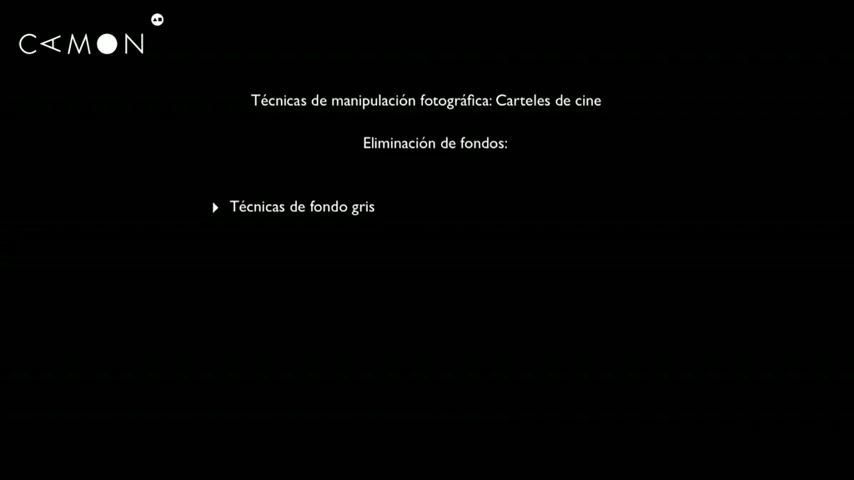 CAMON
Técnicas de manipulación fotográfica: Carteles de cine
Eliminación de fondos:
Técnicas de fondo gris